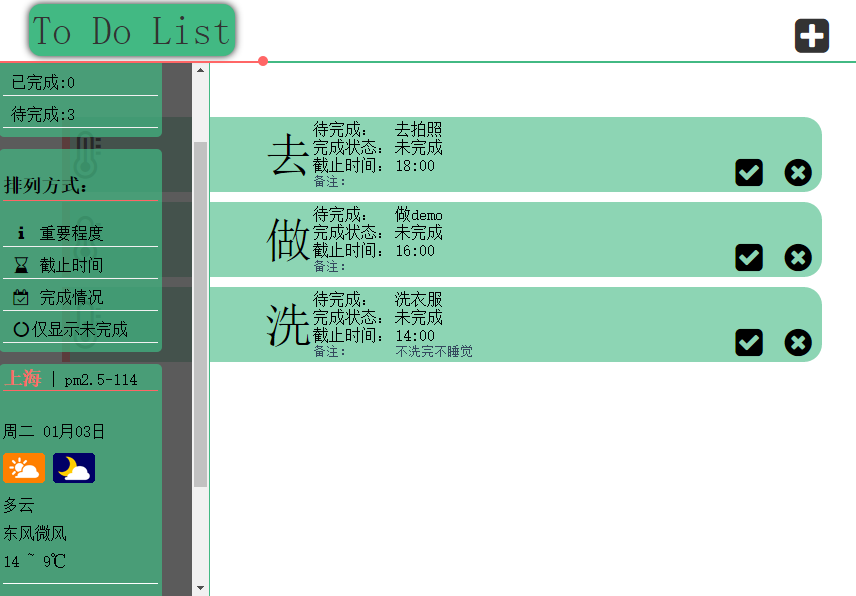 To Do List
已完成:0
待完成:3
排列方式:
重要程度
截止时间
完成情况
仅显示未完成
上海 | pm2.5-114
周二 01月03日
多云
东风微风
14 ~ 9℃
去
待完成: 去拍照
完成状态: 未完成
截止时间: 18:00
备注:
做
待完成: 做demo
完成状态: 未完成
截止时间: 16:00
备注:
洗
待完成: 洗衣服
完成状态: 未完成
截止时间: 14:00
备注: 不洗完不睡觉